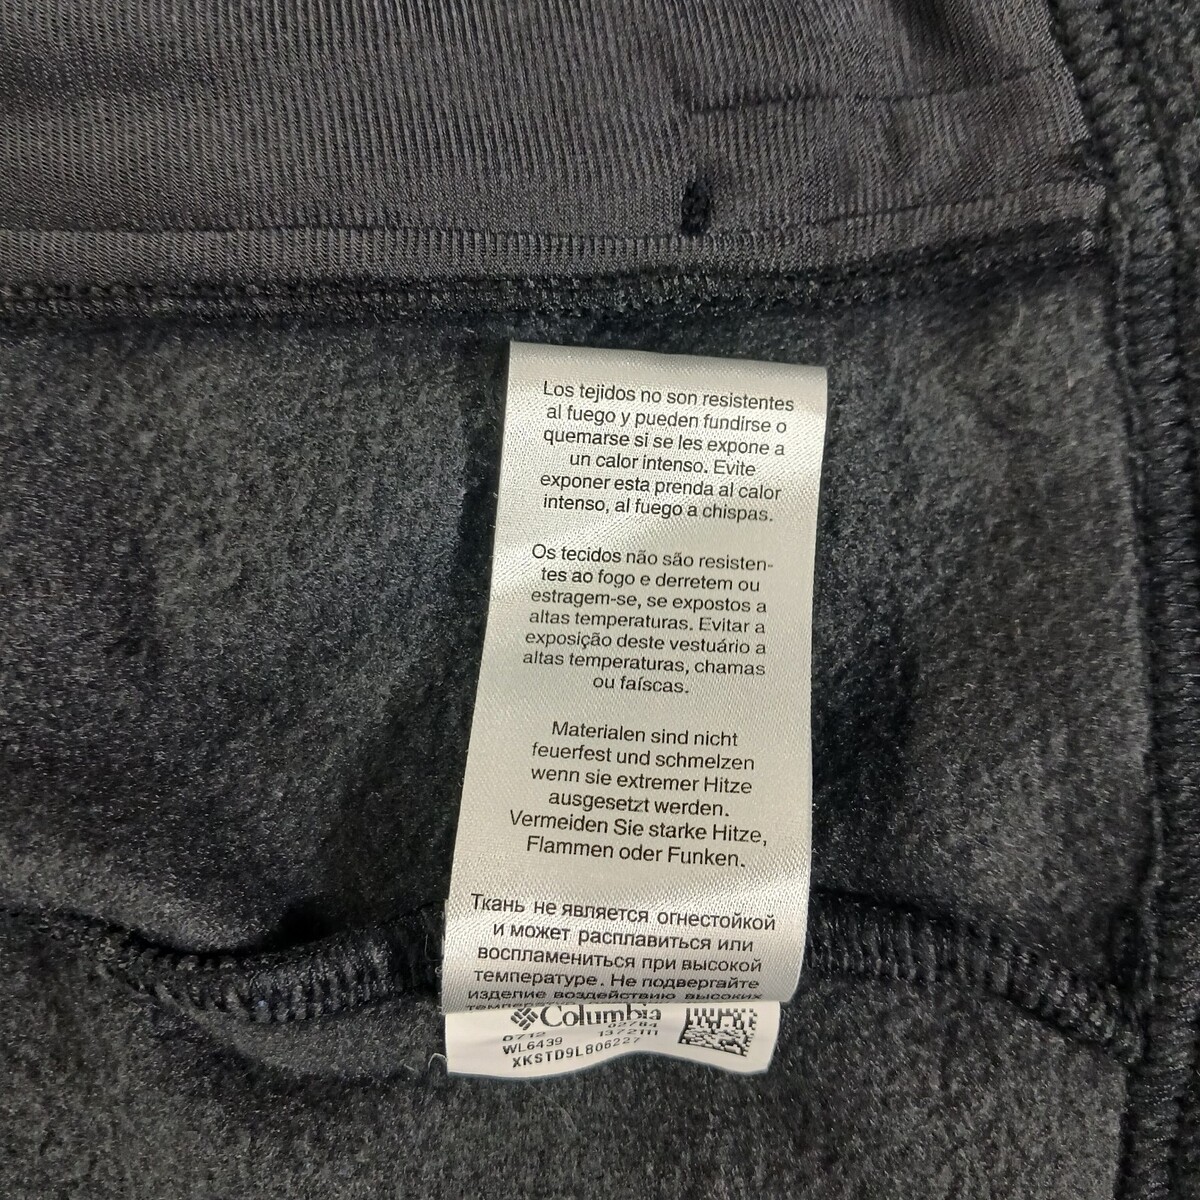 Los tejidos no son resistentes
al fuego y pueden fundirse o
quemarse si se les expone a
un calor intenso. Evite
exponer esta prenda al calor
intenso, al fuego a chispas.
Os tecidos não são resisten-
tes ao fogo e derretem ou
estragem-se, se expostos a
altas temperaturas. Evitar a
exposição deste vestuário a
altas temperaturas, chamas
ou faíscas.
Materialen sind nicht
feuerfest und schmelzen
wenn sie extremer Hitze
ausgesetzt werden.
Vermeiden Sie starke Hitze,
Flammen oder Funken.
Ткань не является огнестойкой
и может расплавиться или
воспламениться при высокой
температуре. Не подвергайте
изделие воздействию высоких
Columbia
0712 02784
WL6439 1372111
XKSTD9LB06227